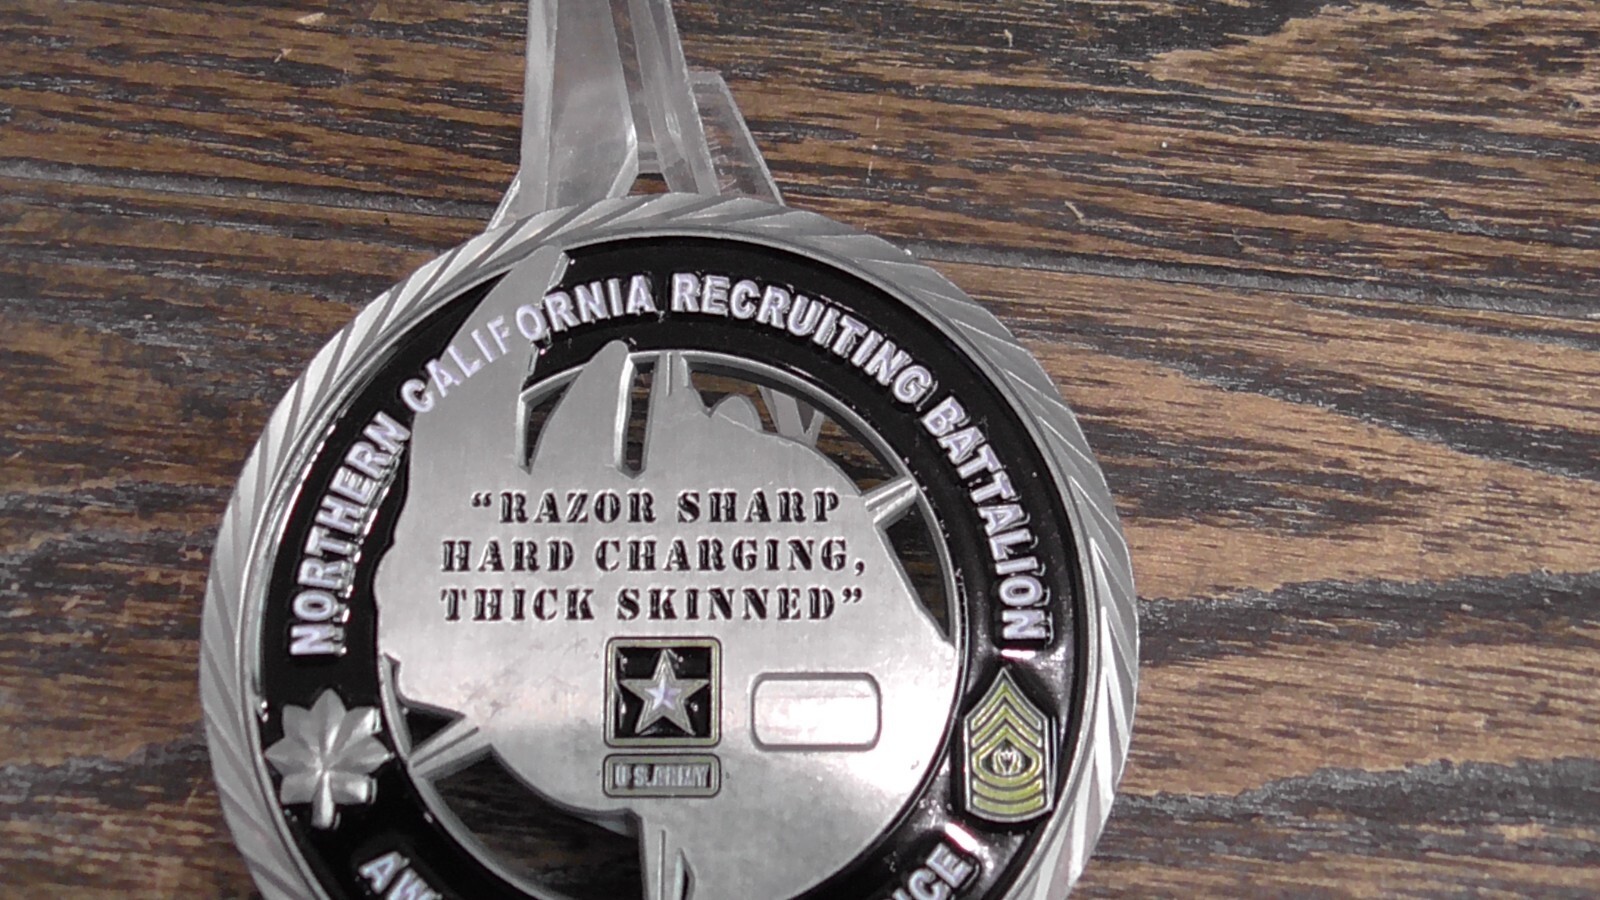 NORTHERN CALIFORNIA RECRUITING BATTALION
“RAZOR SHARP
HARD CHARGING,
THICK SKINNED”
U.S.ARMY